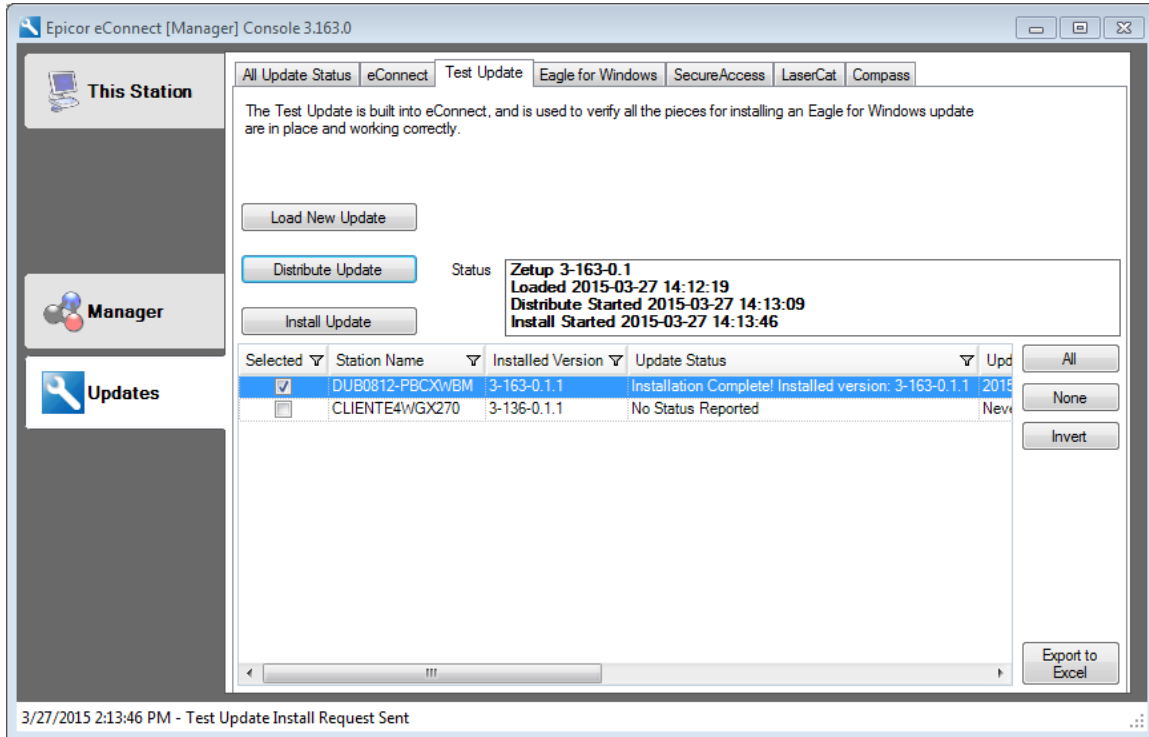 Epicor eConnect [Manager] Console 3.163.0
This Station
Manager
Updates
All Update Status eConnect Test Update Eagle for Windows SecureAccess LaserCat Compass
The Test Update is built into eConnect, and is used to verify all the pieces for installing an Eagle for Windows update
are in place and working correctly.
Load New Update
Distribute Update
Install Update
Status
Zetup 3-163-0.1
Loaded 2015-03-27 14:12:19
Distribute Started 2015-03-27 14:13:09
Install Started 2015-03-27 14:13:46
Selected Station Name Installed Version Update Status Upd
DUB0812-PBCXWBM 3-163-0.1.1 Installation Complete! Installed version: 3-163-0.1.1 2015
CLIENTE4WGX270 3-136-0.1.1 No Status Reported Neve
All
None
Invert
Export to
Excel
3/27/2015 2:13:46 PM - Test Update Install Request Sent